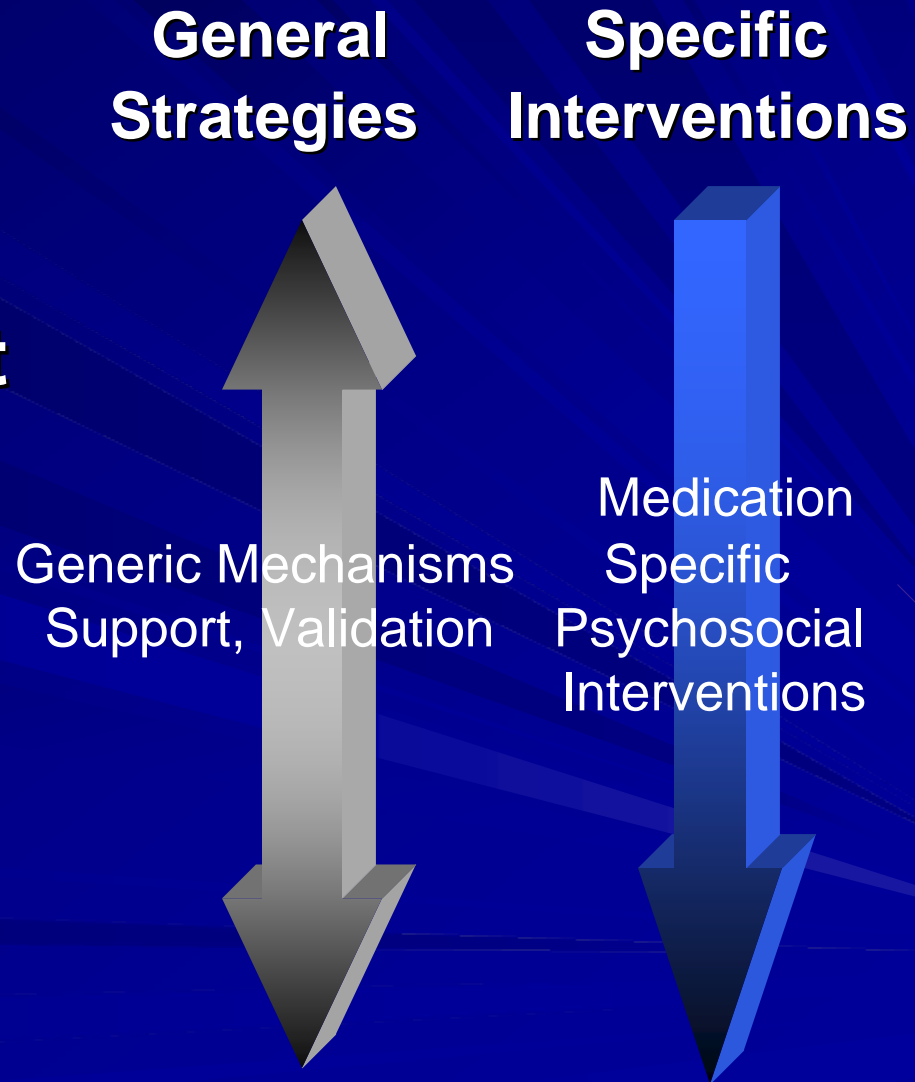 General
Strategies
Specific
Interventions
t
Generic Mechanisms
Support, Validation
Medication
Specific
Psychosocial
Interventions